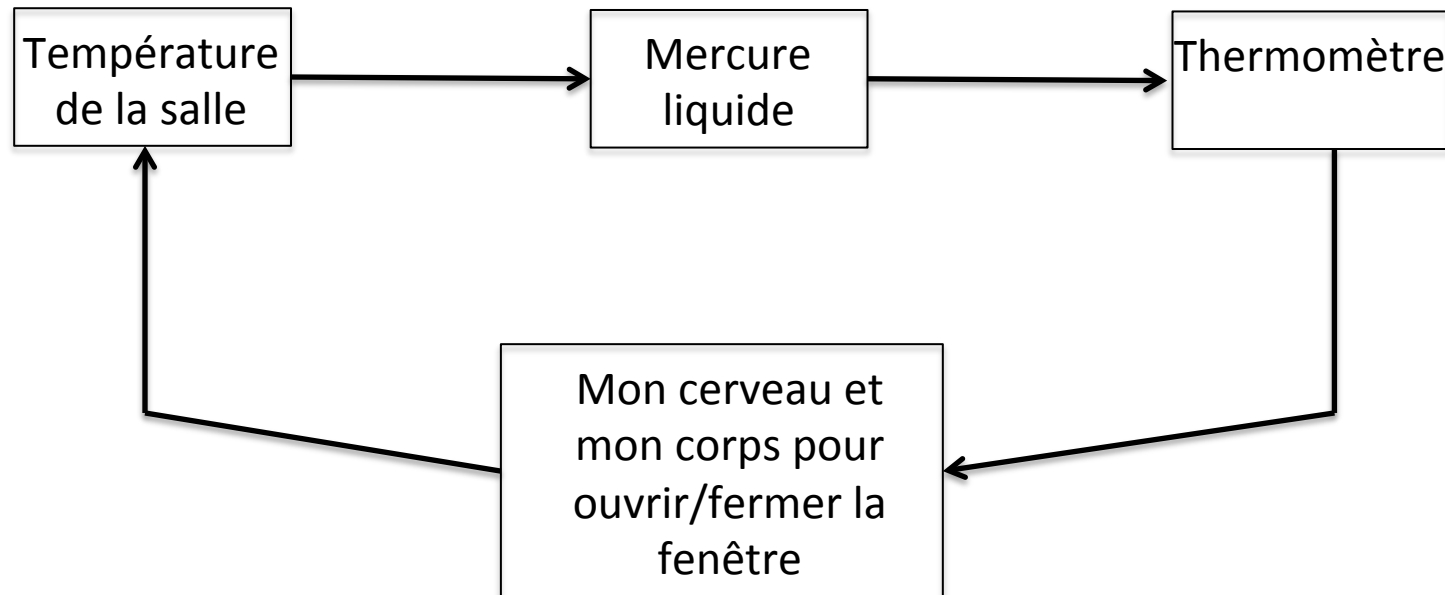 Température
de la salle
Mercure
liquide
Thermomètre
Mon cerveau et
mon corps pour
ouvrir/fermer la
fenêtre